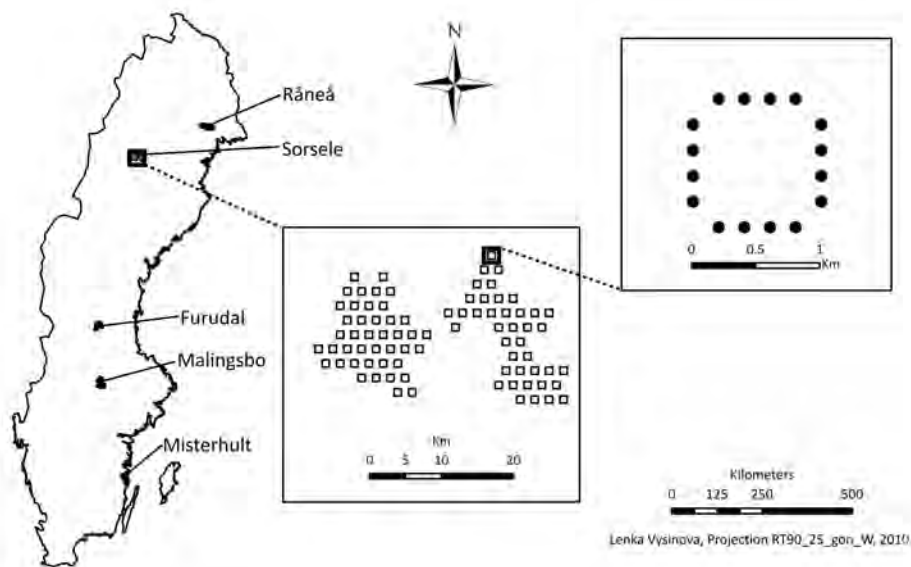 N
Råneå
Sorsele
Furudal
Malingsbo
Misterhult
0 0.5 1
Km
Km
0 5 10 20
Kilometers
0 125 250 500
Lenka Vysinova, Projection RT90_25_gon_W, 2010